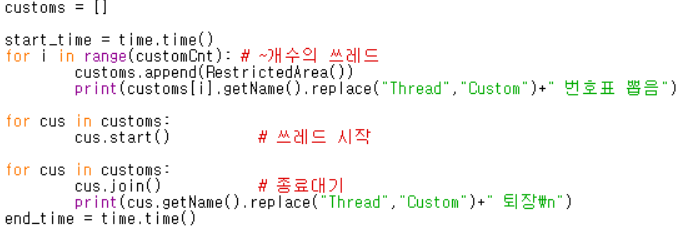 customs = []
start_time = time.time()
for i in range(customCnt): # ~개수의 쓰레드
customs.append(RestrictedArea())
print(customs[i].getName().replace("Thread","Custom")+" 번호표 뽑음")
for cus in customs:
cus.start() # 쓰레드 시작
for cus in customs:
cus.join() # 종료대기
print(cus.getName().replace("Thread","Custom")+" 퇴장₩n")
end_time = time.time()